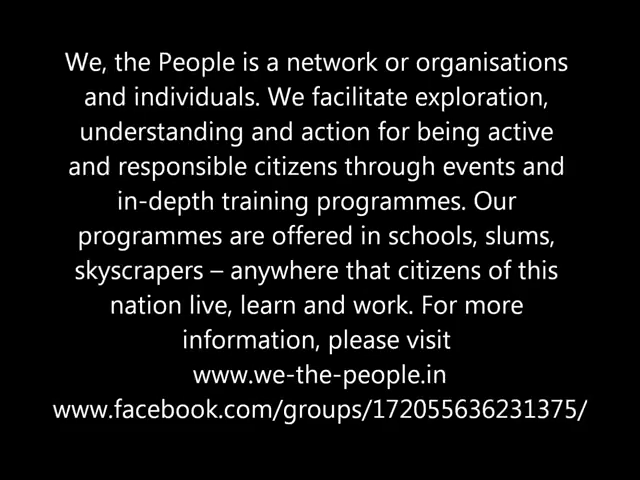 We, the People is a network or organisations
and individuals. We facilitate exploration,
understanding and action for being active
and responsible citizens through events and
in-depth training programmes. Our
programmes are offered in schools, slums,
skyscrapers – anywhere that citizens of this
nation live, learn and work. For more
information, please visit
www.we-the-people.in
www.facebook.com/groups/172055636231375/